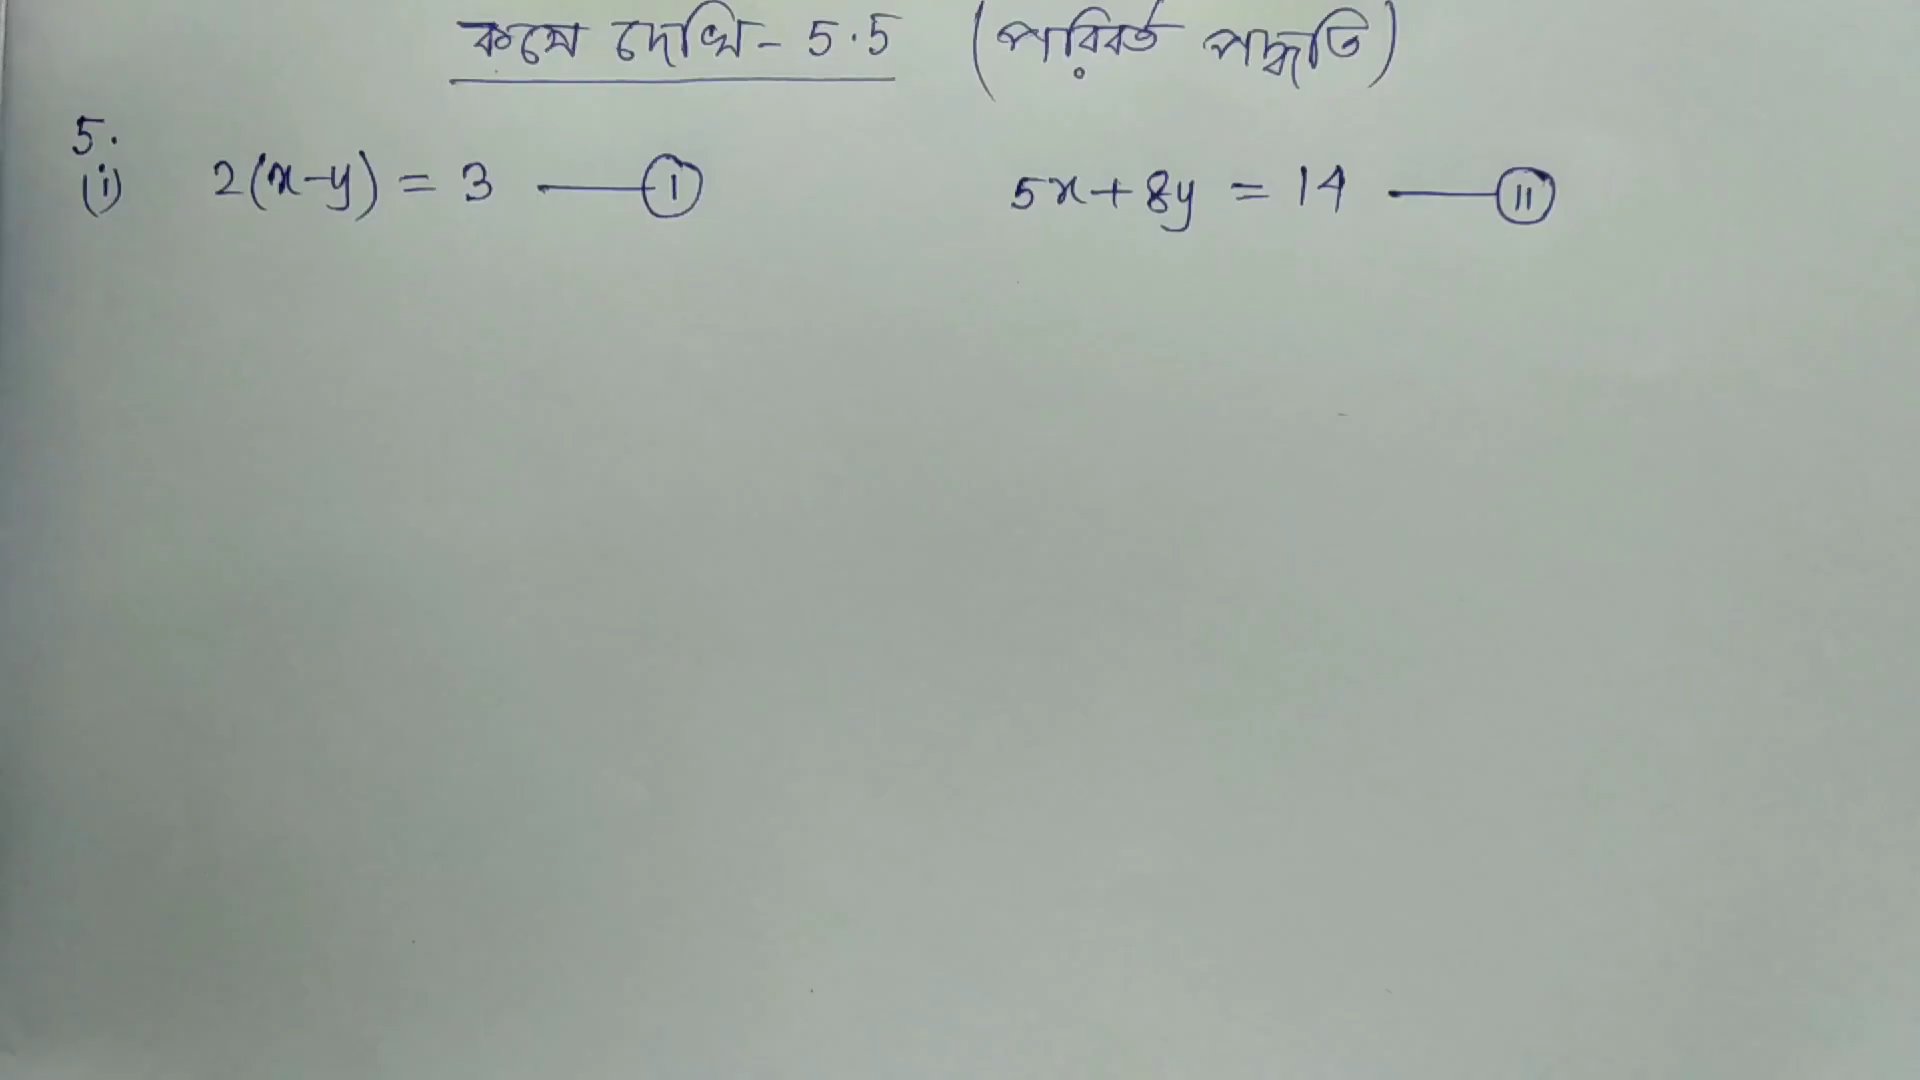 কষে দেখি - 5.5 (পরিবর্ত পদ্ধতি)
5.
(i) 2(x-y) = 3 —— (I) 5x+8y = 14 —— (II)